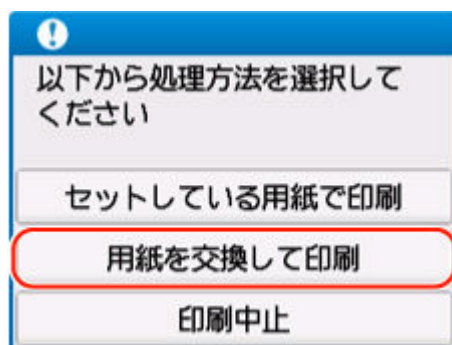 以下から処理方法を選択して
ください
セットしている用紙で印刷
用紙を交換して印刷
印刷中止